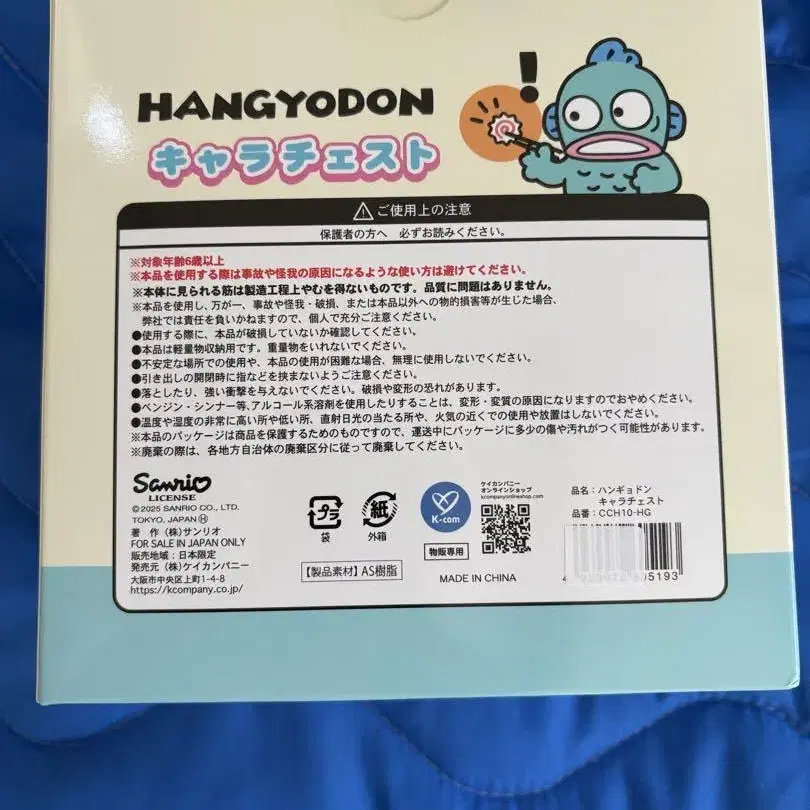 HANGYODON
キャラチェスト
ご使用上の注意
保護者の方へ 必ずお読みください。
※対象年齢6歳以上
※本品を使用する際は事故や怪我の原因になるような使い方は避けてください。
※本体に見られる筋は製造工程上やむを得ないものです。品質に問題はありません。
※本品を使用し、万が一、事故や怪我・破損、または本品以外への物的損害等が生じた場合、
弊社では責任を負いかねますので、個人で充分ご注意ください。
●使用する際に、本品が破損していないか確認してください。
●本品は軽量物収納用です。重量物をいれないでください。
●不安定な場所での使用や、本品の使用が困難な場合、無理に使用しないでください。
●引き出しの開閉時に指などを挟まないようご注意ください。
●落としたり、強い衝撃を与えないでください。破損や変形の恐れがあります。
●ベンジン・シンナー等、アルコール系溶剤を使用したりすることは、変形・変質の原因になりますのでおやめください。
●温度や湿度の非常に高い所や低い所、直射日光の当たる所や、火気の近くでの使用や放置はしないでください。
※本品のパッケージは商品を保護するためのものですので、運送中にパッケージに多少の傷や汚れがつく可能性があります。
※廃棄の際は、各地方自治体の廃棄区分に従って廃棄してください。
Sanrio
LICENSE
©2025 SANRIO CO., LTD.
TOKYO, JAPAN Ⓗ
著 作 (株)サンリオ
FOR SALE IN JAPAN ONLY
販売地域:日本限定
発売元 (株)ケイカンパニー
大阪市中央区上町1-4-8
https://kcompany.co.jp/
プラ
袋
紙
外箱
【製品素材】AS樹脂
K-com
物販専用
ケイカンパニー
オンラインショップ
kcompanyonlineshop.com
MADE IN CHINA
品名:ハンギョドン
キャラチェスト
品番:CCH10-HG